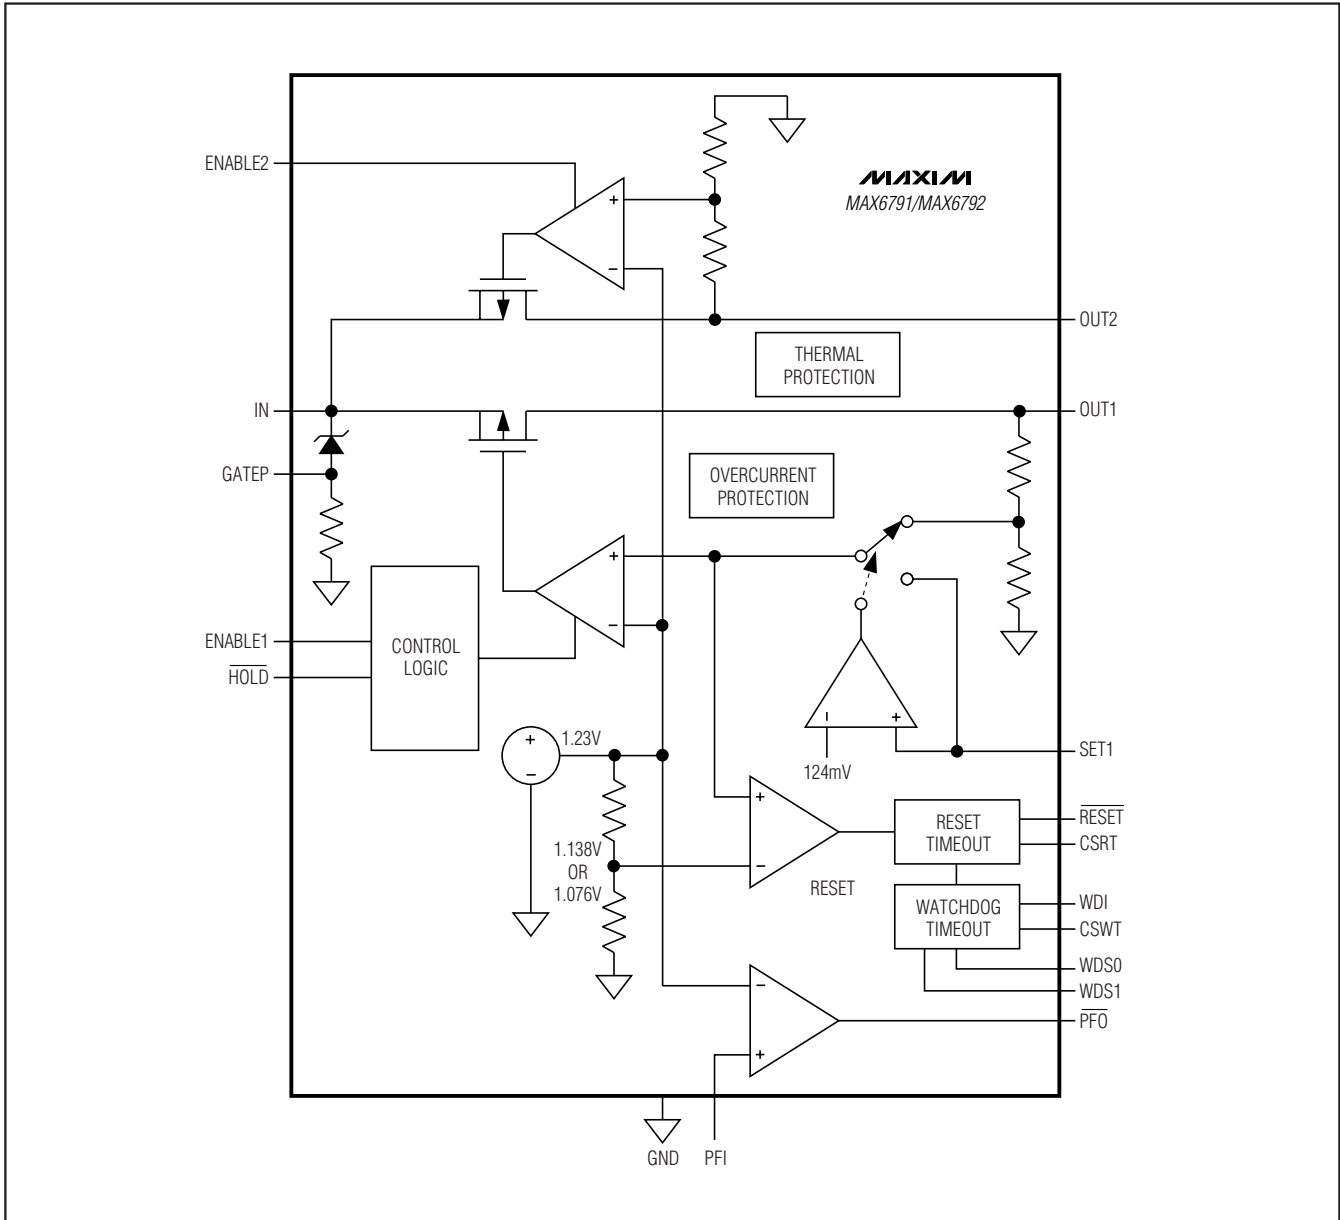 ENABLE2
+
−
MAXIM
MAX6791/MAX6792
OUT2
THERMAL
PROTECTION
IN
OUT1
GATEP
OVERCURRENT
PROTECTION
+
−
ENABLE1
HOLD
CONTROL
LOGIC
+
−
1.23V
−
+
124mV
SET1
1.138V
OR
1.076V
+
−
RESET
RESET
TIMEOUT
RESET
CSRT
WATCHDOG
TIMEOUT
WDI
CSWT
WDS0
WDS1
−
+
PFO
GND
PFI